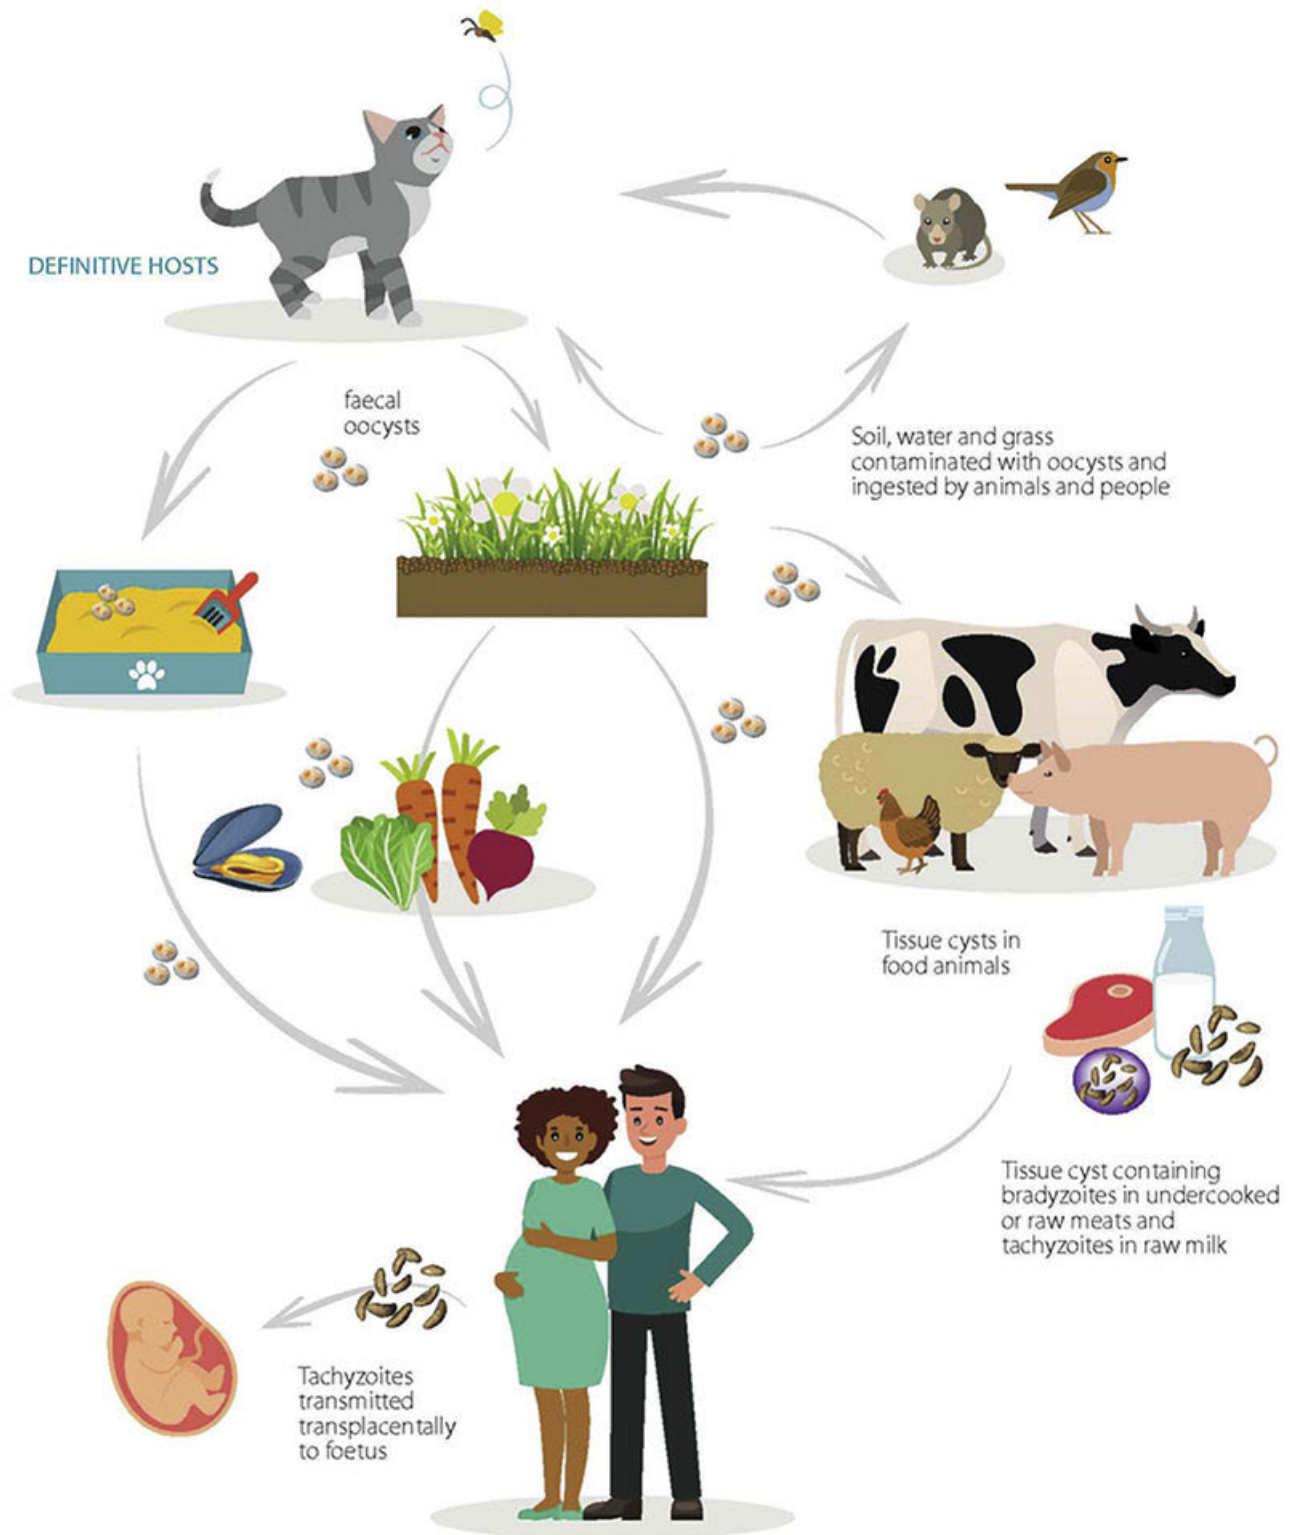 DEFINITIVE HOSTS
faecal
oocysts
Soil, water and grass
contaminated with oocysts and
ingested by animals and people
Tissue cysts in
food animals
Tissue cyst containing
bradyzoites in undercooked
or raw meats and
tachyzoites in raw milk
Tachyzoites
transmitted
transplacentally
to foetus